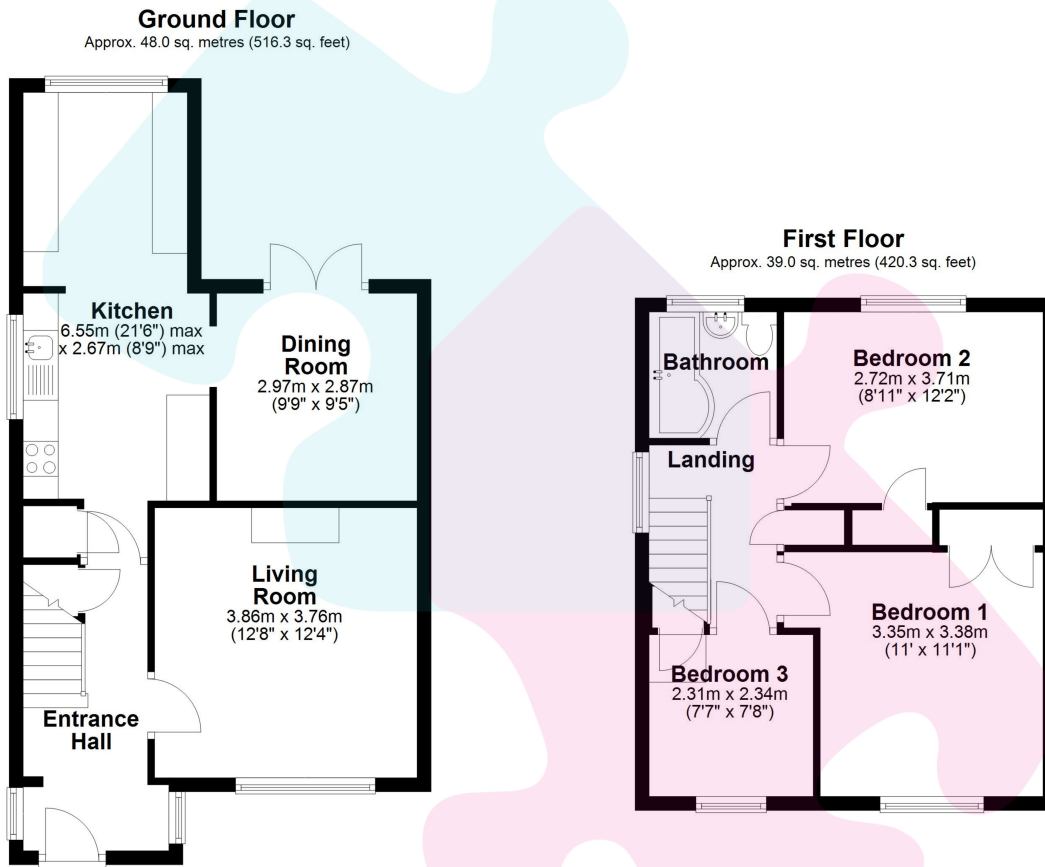 Ground Floor
Approx. 48.0 sq. metres (516.3 sq. feet)
Kitchen
6.55m (21'6") max
x 2.67m (8'9") max
Dining
Room
2.97m x 2.87m
(9'9" x 9'5")
Living
Room
3.86m x 3.76m
(12'8" x 12'4")
Entrance
Hall
First Floor
Approx. 39.0 sq. metres (420.3 sq. feet)
Bathroom
Bedroom 2
2.72m x 3.71m
(8'11" x 12'2")
Landing
Bedroom 1
3.35m x 3.38m
(11' x 11'1")
Bedroom 3
2.31m x 2.34m
(7'7" x 7'8")